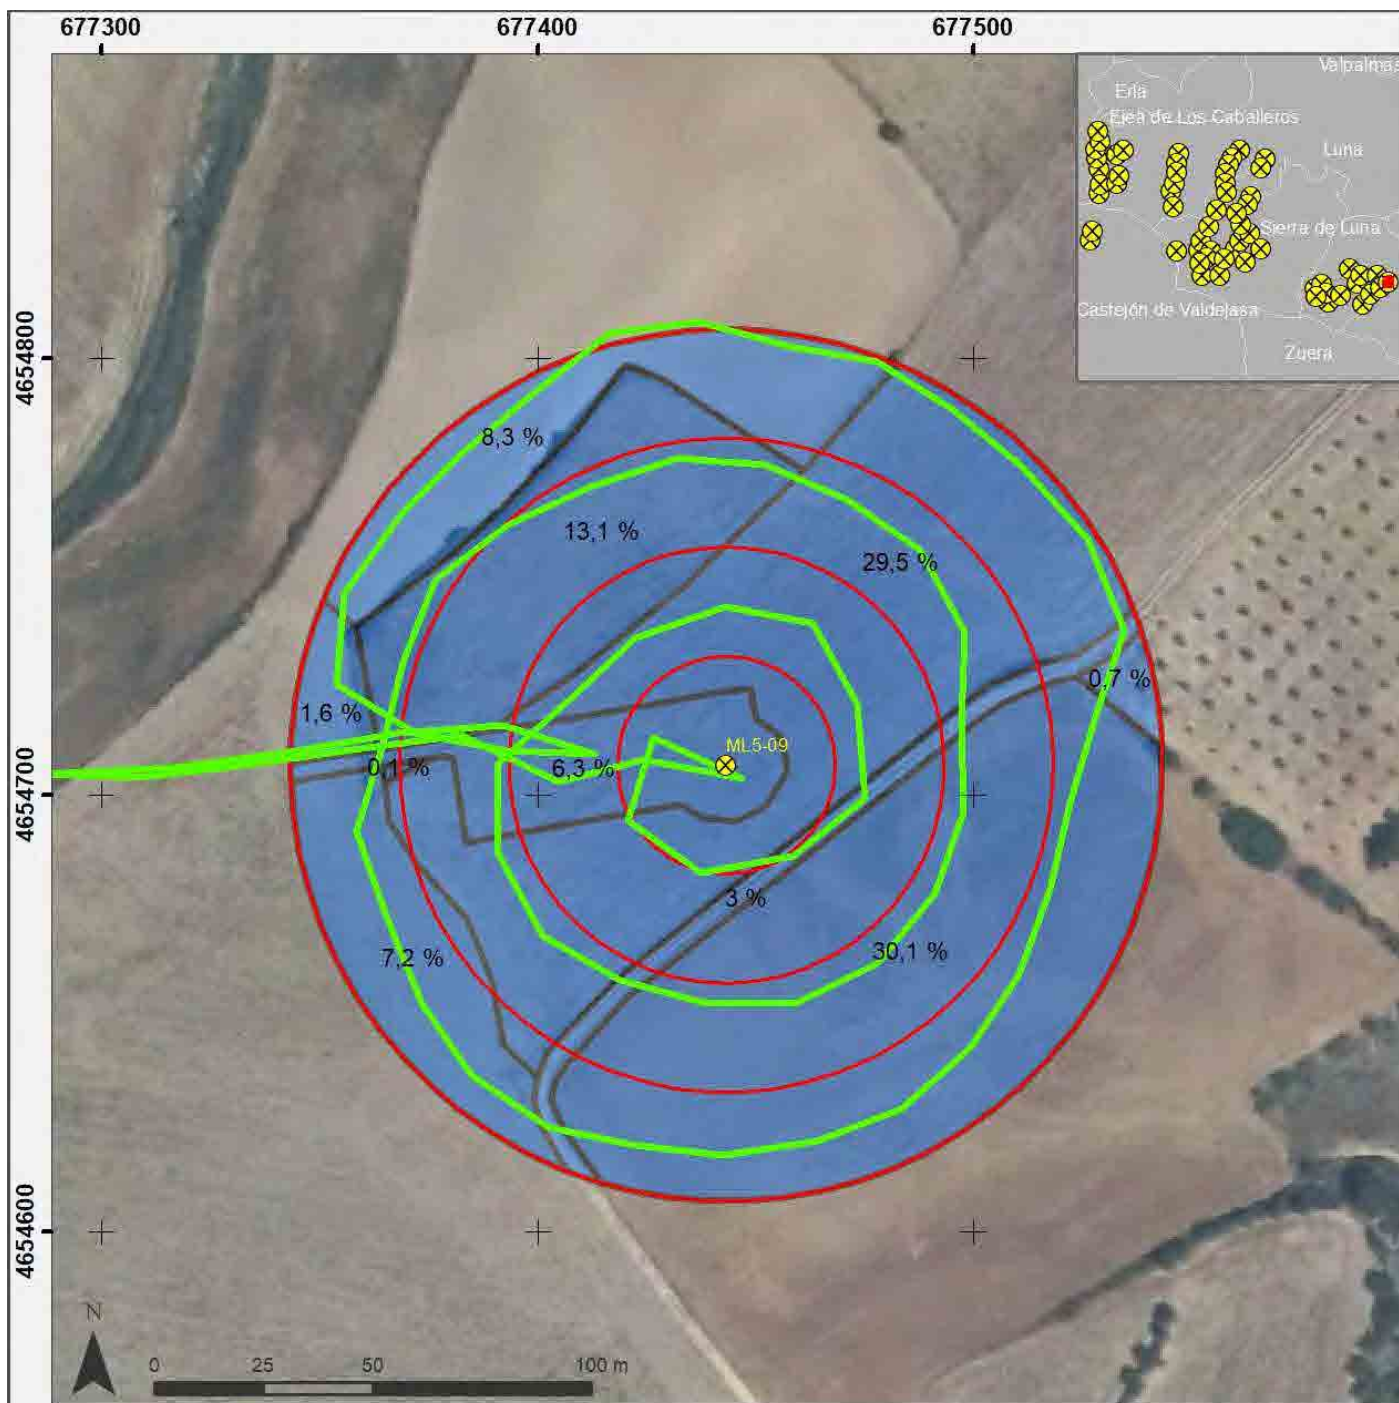 677300
677400
677500
Valpalmas
Erla
Ejea de Los Caballeros
Luna
Sierra de Luna
Castejón de Valdejasa
Zuera
4654800
4654700
4654600
8,3 %
13,1 %
29,5 %
0,7 %
1,6 %
ML5-09
0,1 %
6,3 %
3 %
30,1 %
7,2 %
N
0 25 50 100 m